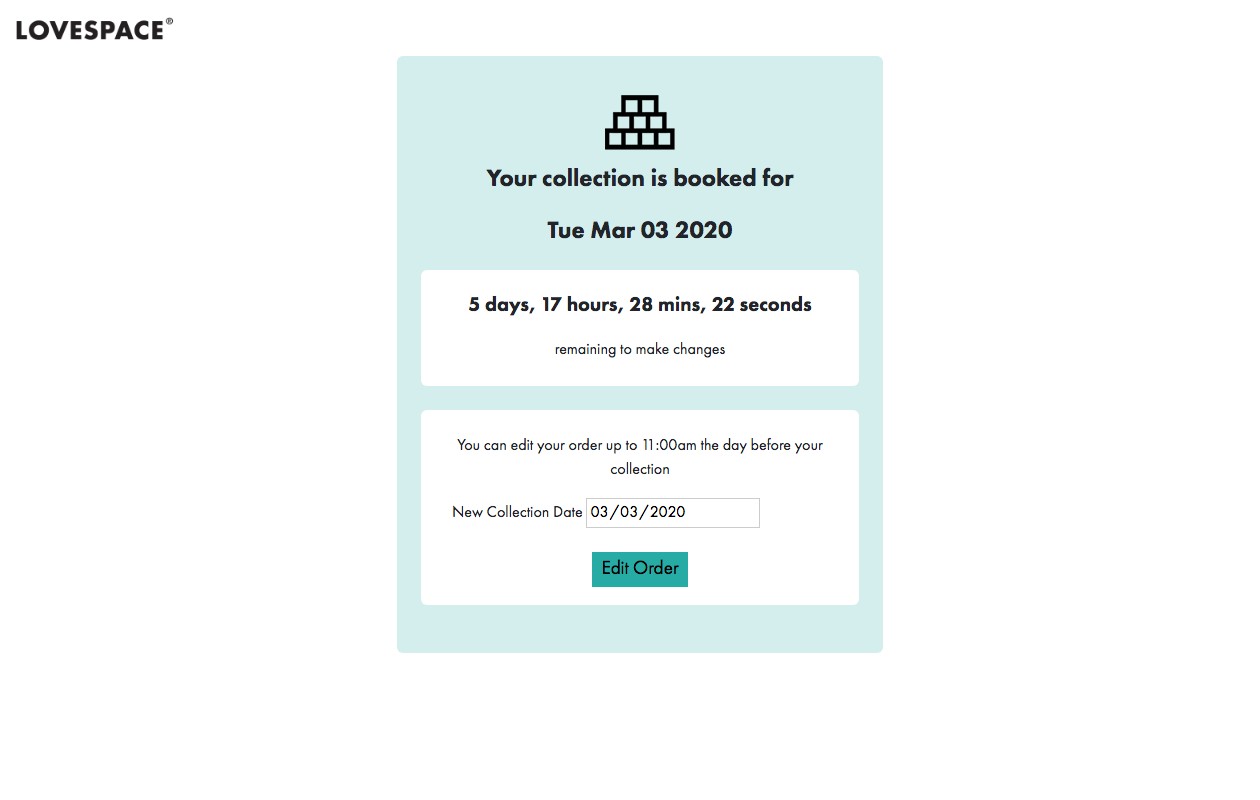 LOVESPACE®
Your collection is booked for
Tue Mar 03 2020
5 days, 17 hours, 28 mins, 22 seconds
remaining to make changes
You can edit your order up to 11:00am the day before your
collection
New Collection Date 03/03/2020
Edit Order